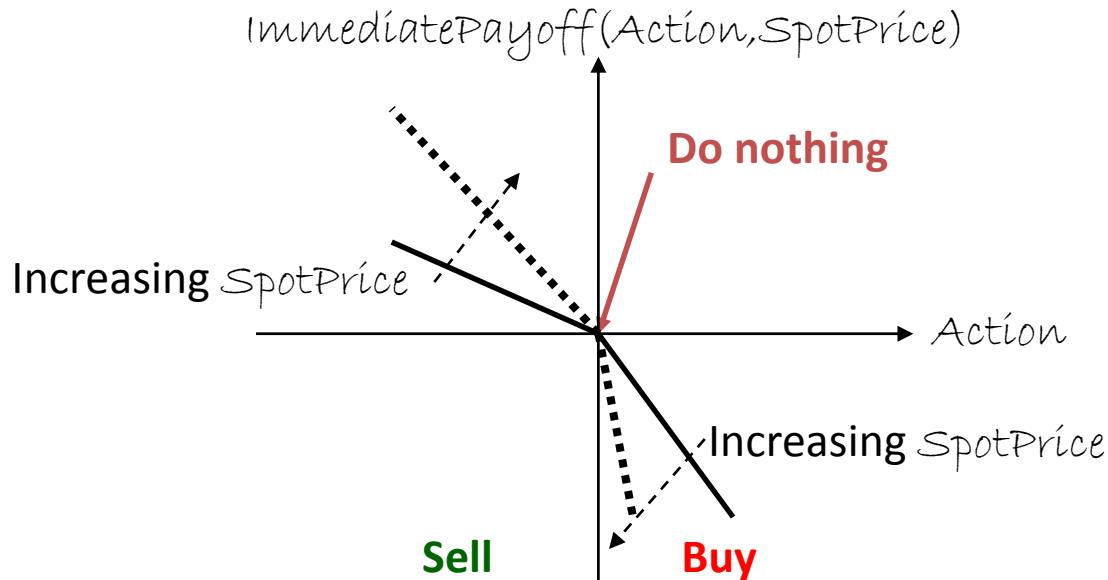 ImmediatePayoff(Action,SpotPrice)
Do nothing
Increasing SpotPrice
Action
Increasing SpotPrice
Sell
Buy